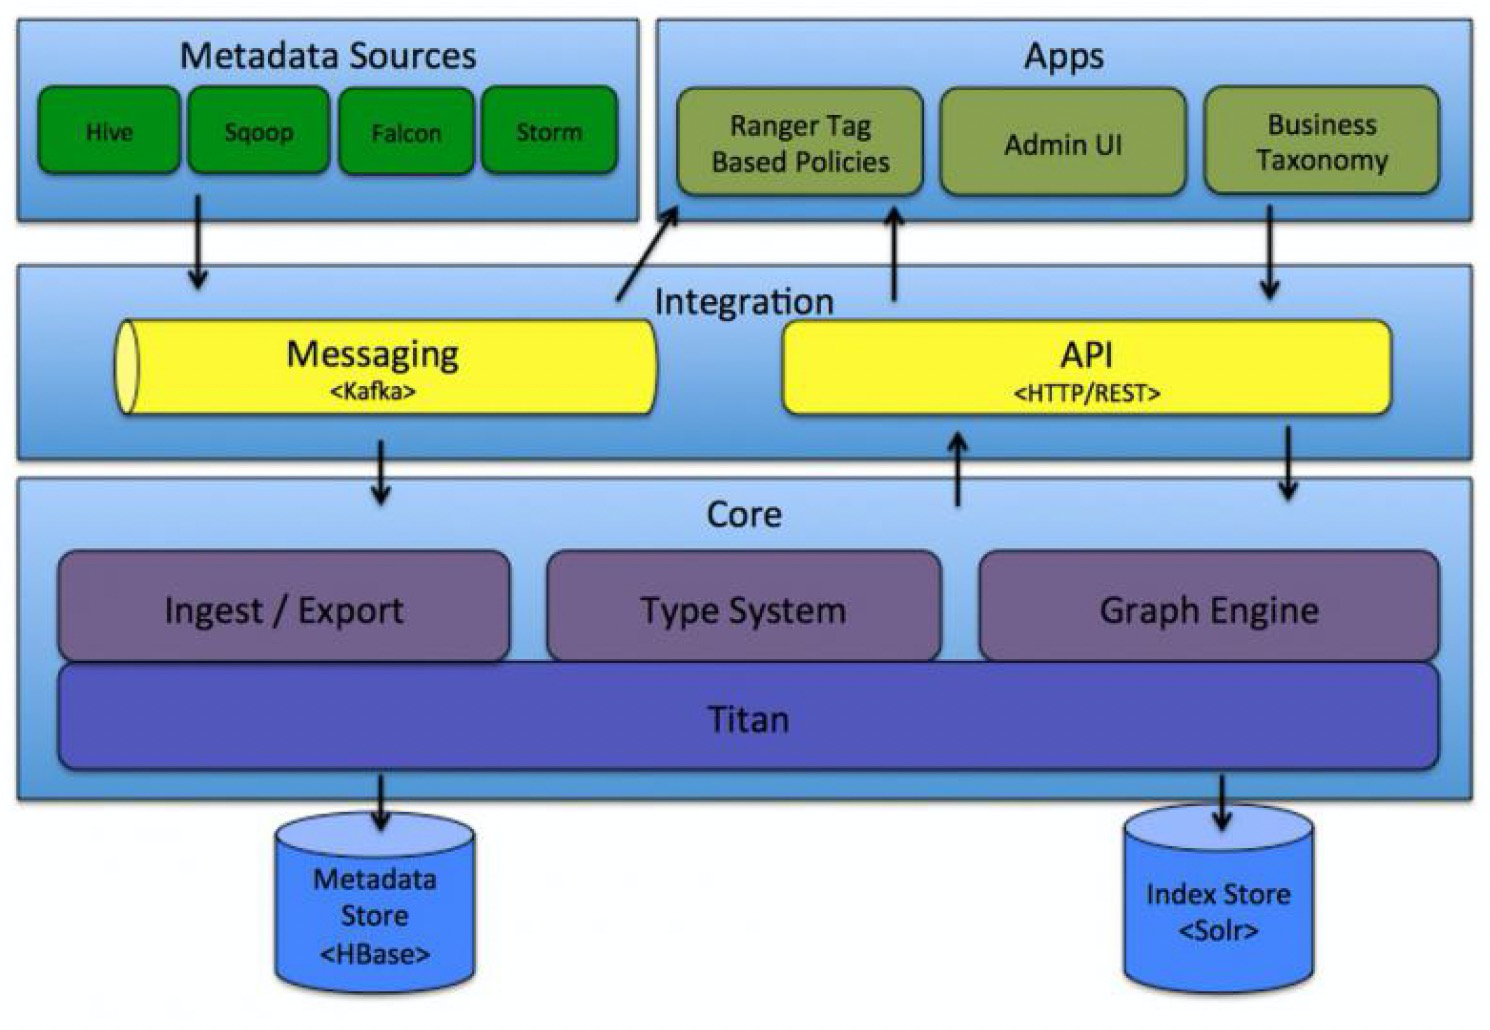 Metadata Sources
Hive
Sqoop
Falcon
Storm
Apps
Ranger Tag
Based Policies
Admin UI
Business
Taxonomy
Integration
Messaging
<Kafka>
API
<HTTP/REST>
Core
Ingest / Export
Type System
Graph Engine
Titan
Metadata
Store
<HBase>
Index Store
<Solr>